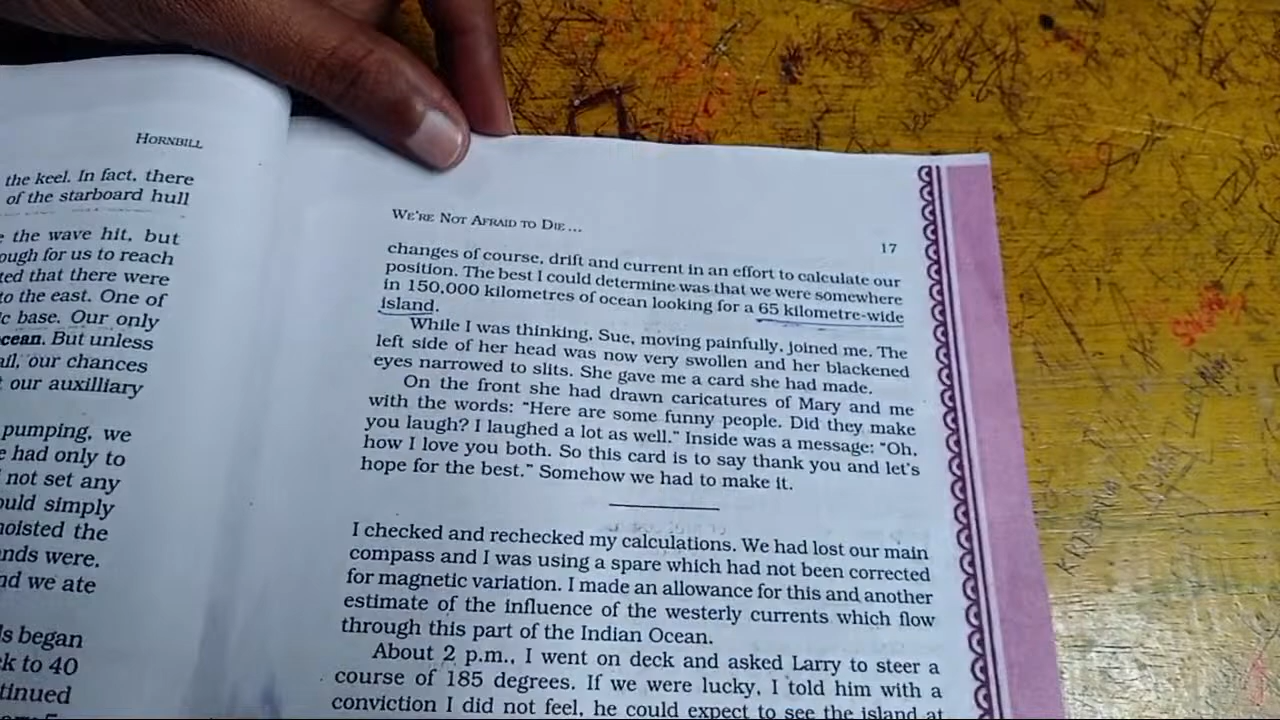 HORNBILL
the keel. In fact, there
of the starboard hull
the wave hit, but
ough for us to reach
ted that there were
to the east. One of
c base. Our only
cean. But unless
ail, our chances
our auxilliary
pumping, we
e had only to
not set any
ould simply
hoisted the
ands were.
nd we ate
ls began
ck to 40
tinued
WE'RE NOT AFRAID TO DIE...
17
changes of course, drift and current in an effort to calculate our
position. The best I could determine was that we were somewhere
in 150,000 kilometres of ocean looking for a 65 kilometre-wide
island.
While I was thinking, Sue, moving painfully, joined me. The
left side of her head was now very swollen and her blackened
eyes narrowed to slits. She gave me a card she had made.
On the front she had drawn caricatures of Mary and me
with the words: "Here are some funny people. Did they make
you laugh? I laughed a lot as well." Inside was a message: "Oh,
how I love you both. So this card is to say thank you and let's
hope for the best." Somehow we had to make it.
I checked and rechecked my calculations. We had lost our main
compass and I was using a spare which had not been corrected
for magnetic variation. I made an allowance for this and another
estimate of the influence of the westerly currents which flow
through this part of the Indian Ocean.
About 2 p.m., I went on deck and asked Larry to steer a
course of 185 degrees. If we were lucky, I told him with a
conviction I did not feel, he could expect to see the island at